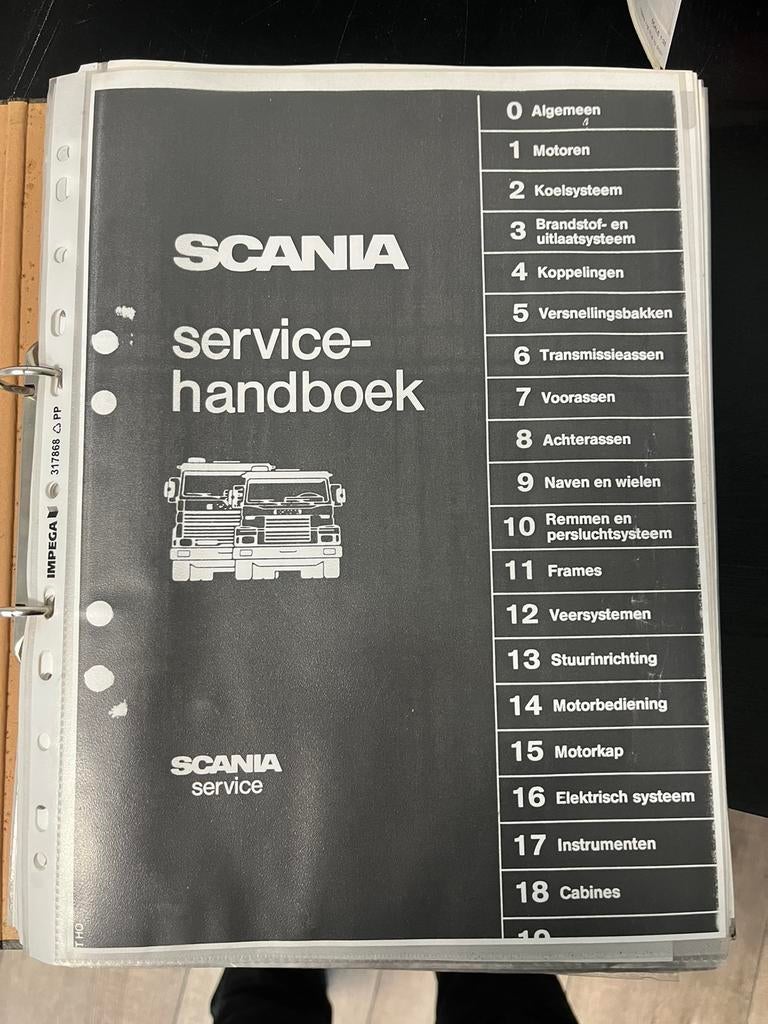 SCANIA
service-
handboek
SCANIA
SCANIA
service
0 Algemeen
1 Motoren
2 Koelsysteem
3 Brandstof- en
uitlaatsysteem
4 Koppelingen
5 Versnellingsbakken
6 Transmissieassen
7 Voorassen
8 Achterassen
9 Naven en wielen
10 Remmen en
persluchtsysteem
11 Frames
12 Veersystemen
13 Stuurinrichting
14 Motorbediening
15 Motorkap
16 Elektrisch systeem
17 Instrumenten
18 Cabines
IMPEGA 317868 PP